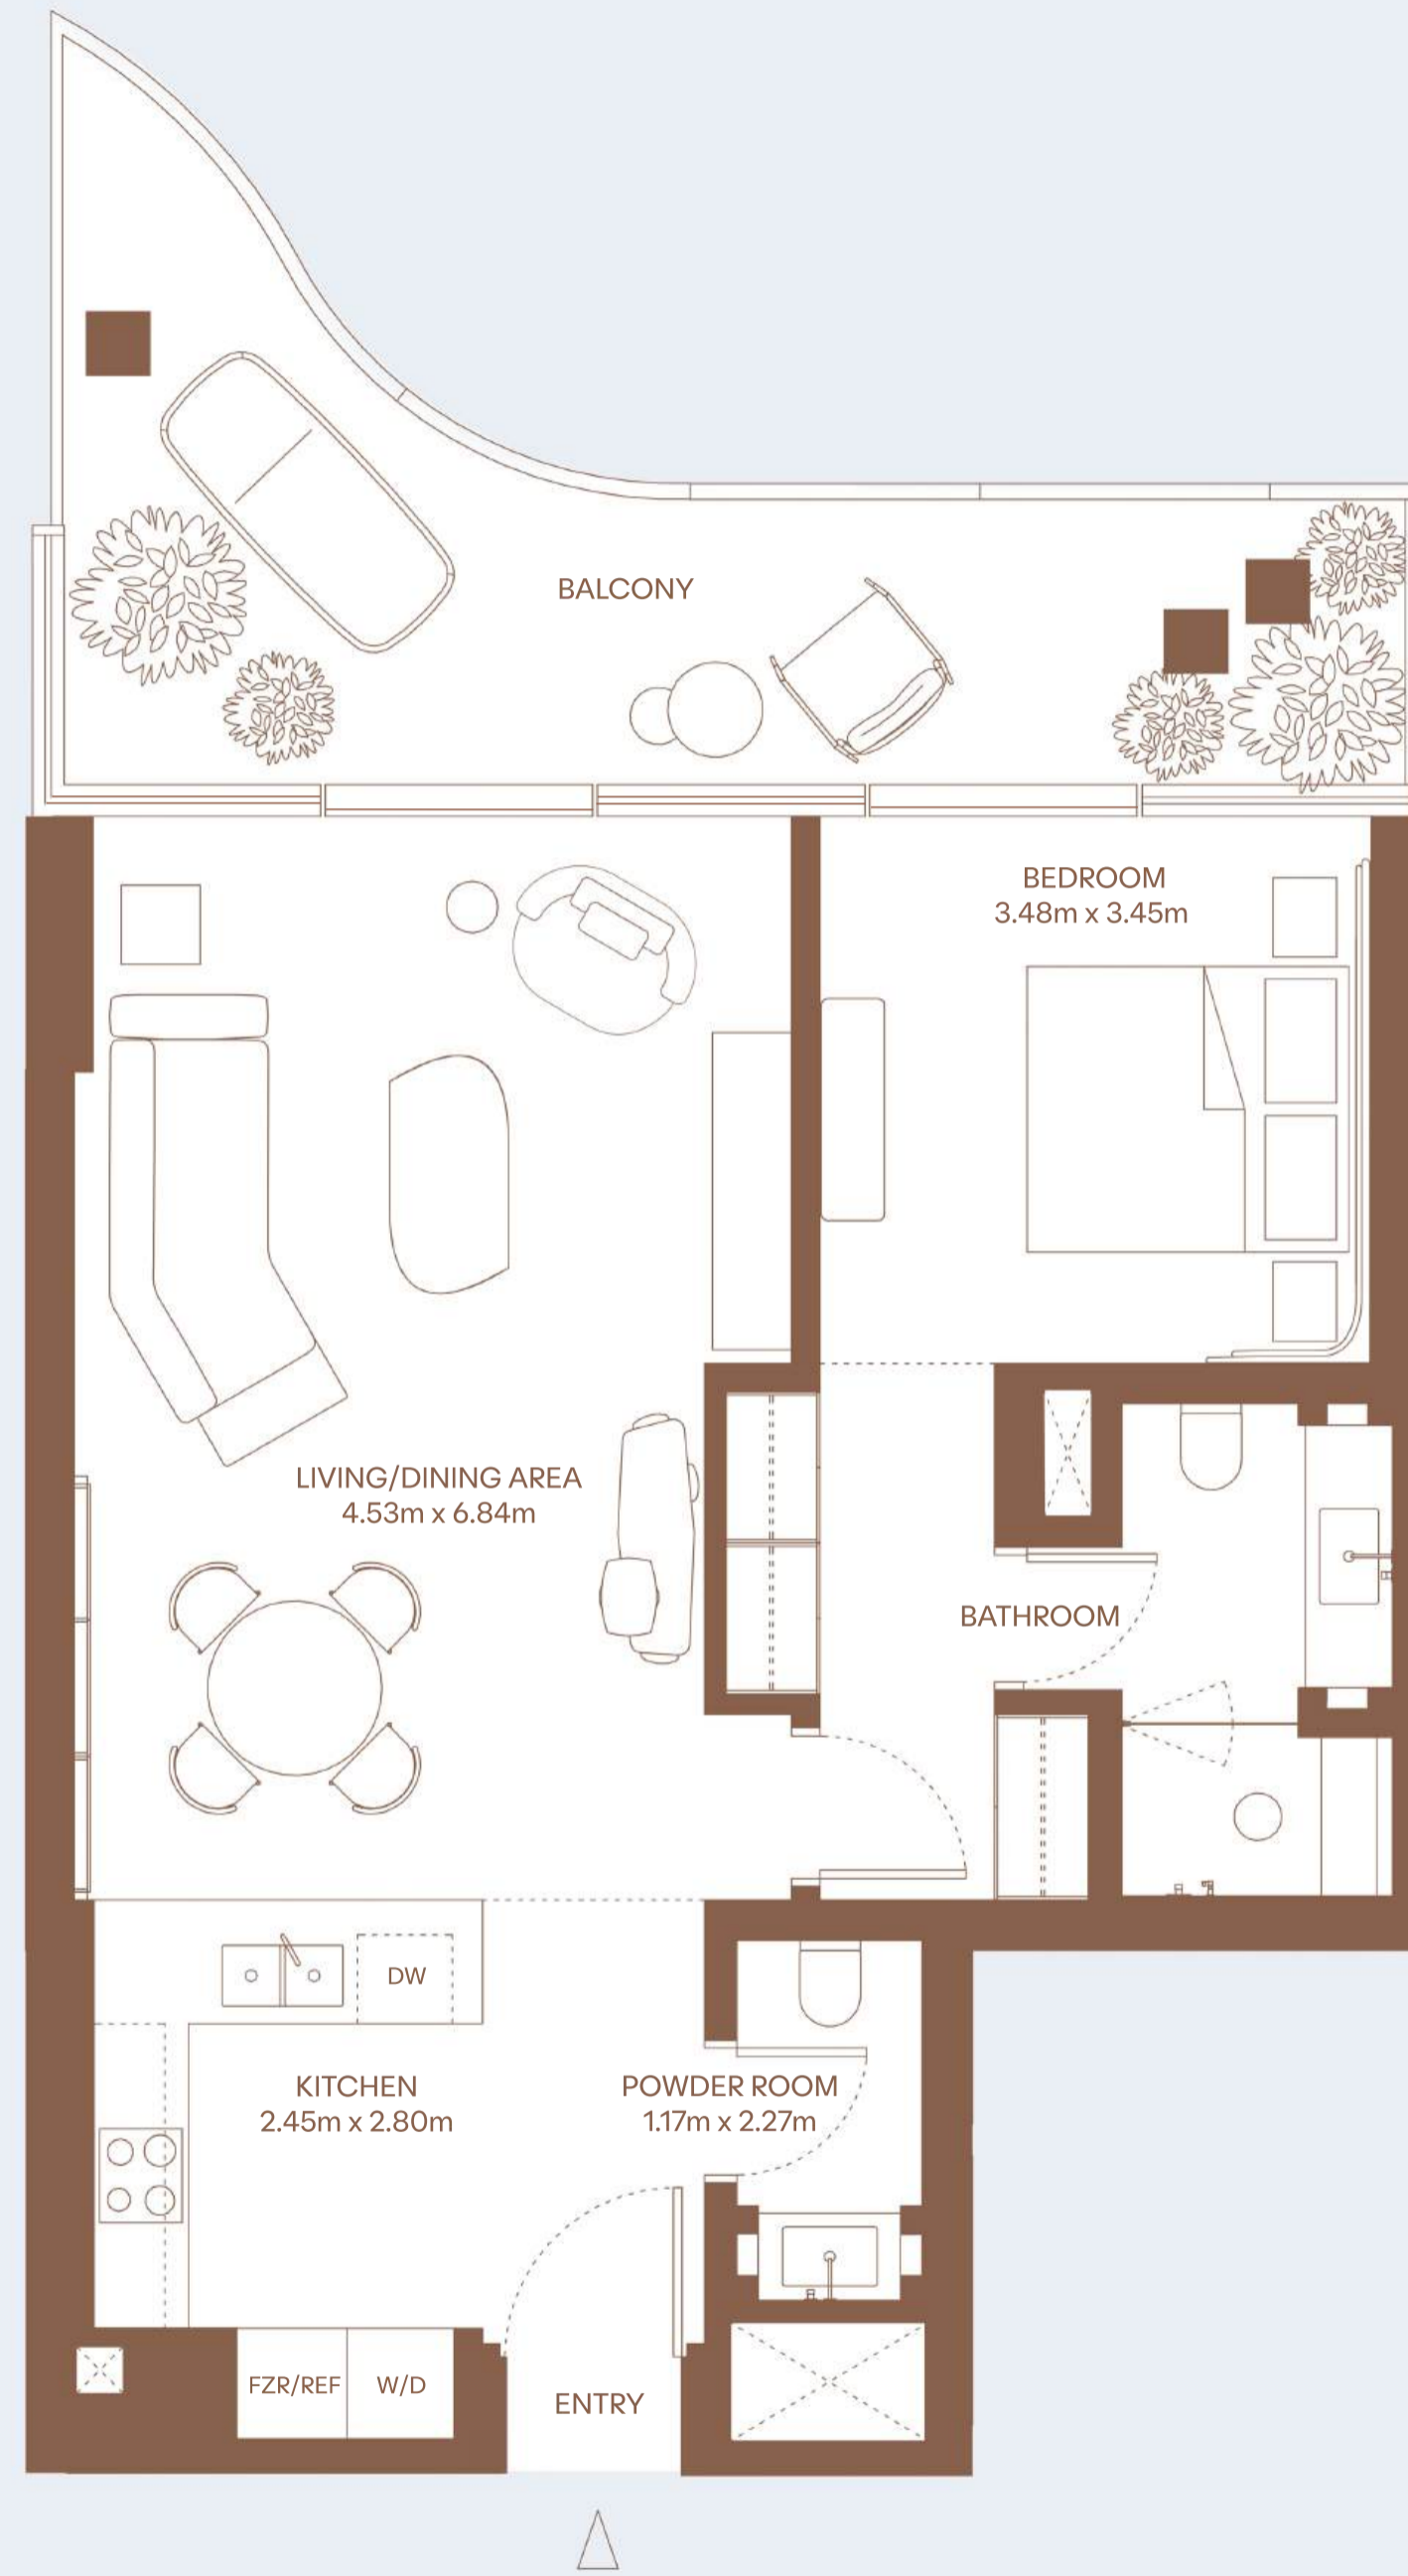 BALCONY
BEDROOM
3.48m x 3.45m
LIVING/DINING AREA
4.53m x 6.84m
BATHROOM
DW
KITCHEN
2.45m x 2.80m
POWDER ROOM
1.17m x 2.27m
FZR/REF
W/D
ENTRY